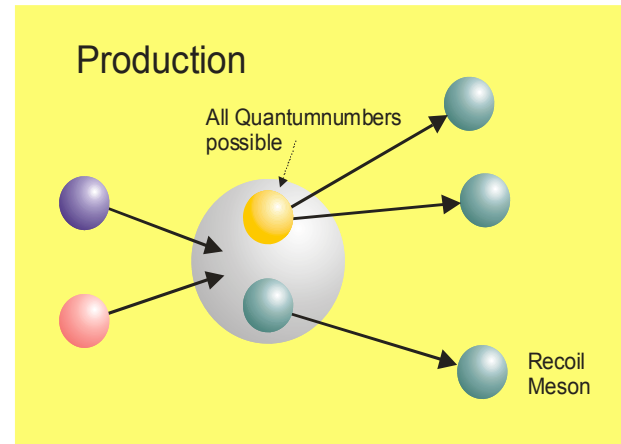 Production
All Quantumnumbers
possible
Recoil
Meson